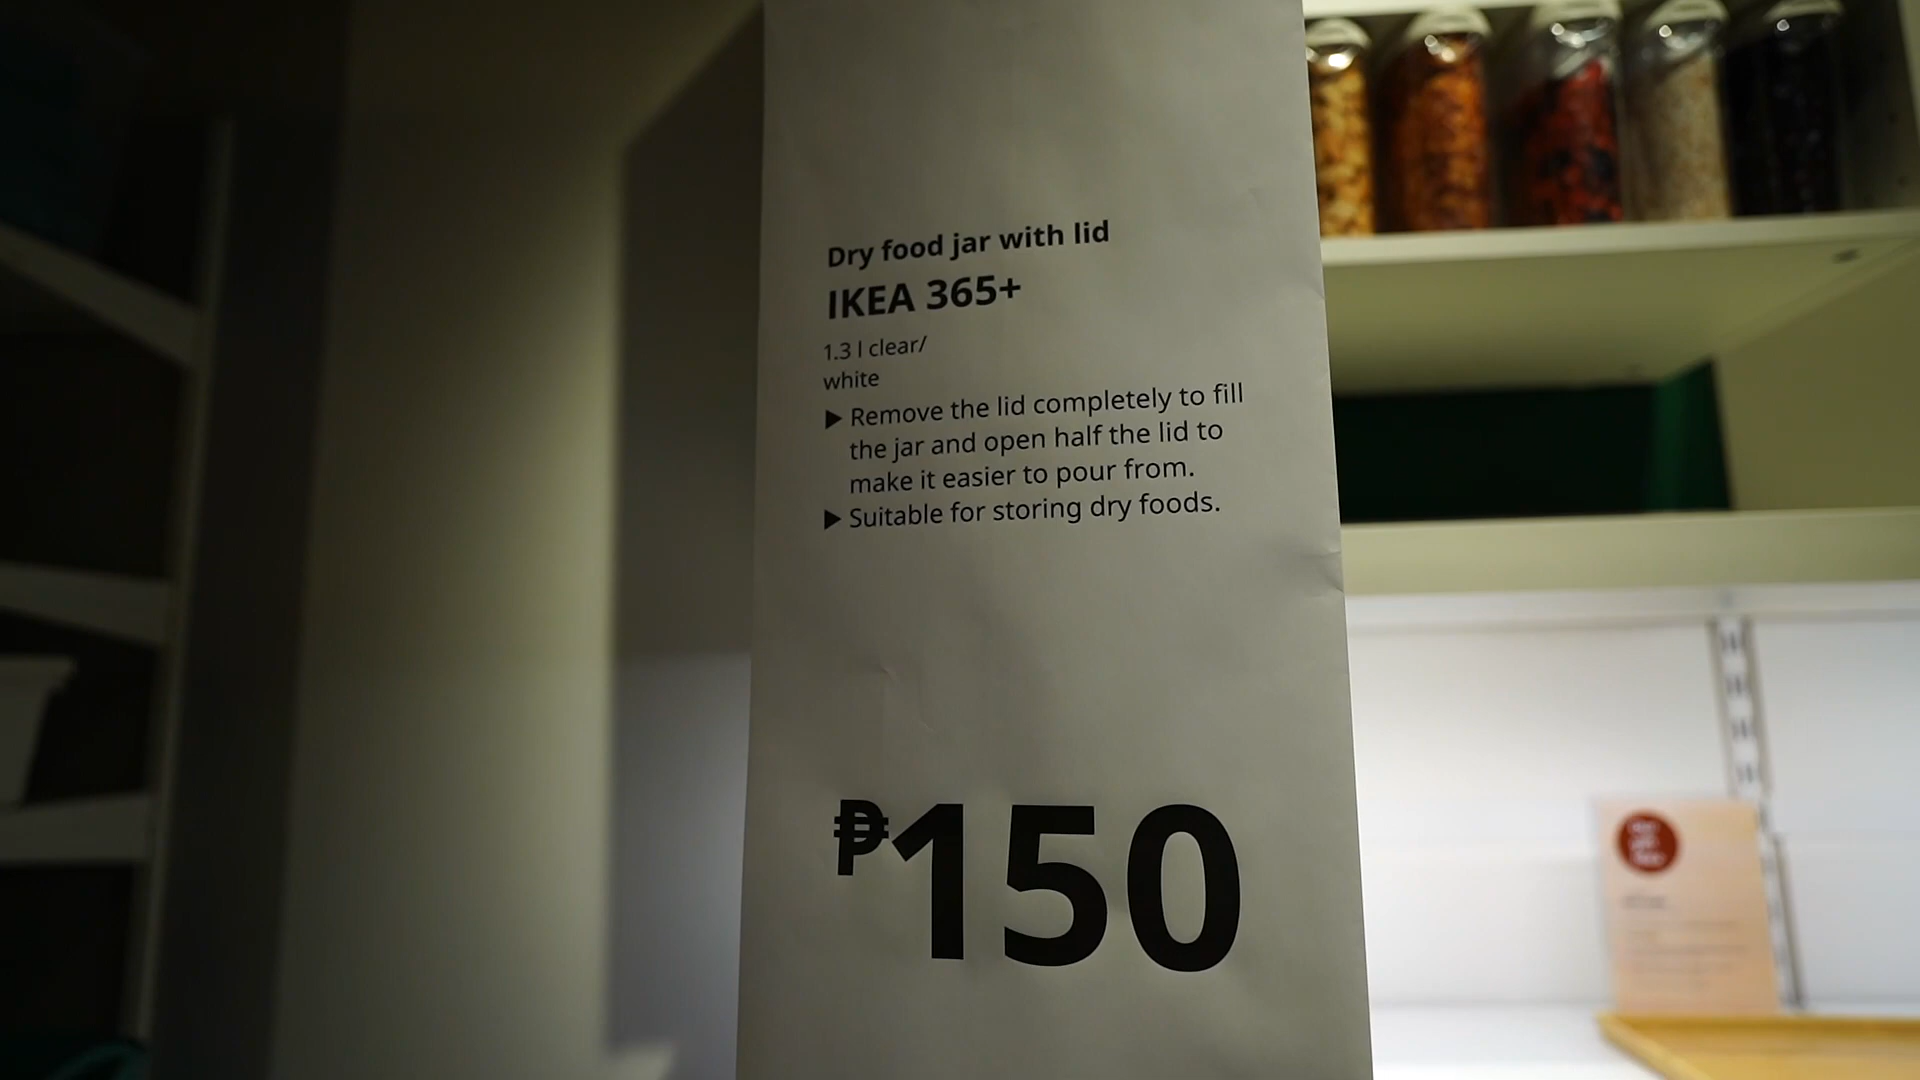 Dry food jar with lid
IKEA 365+
1.3 l clear/
white
▶ Remove the lid completely to fill
the jar and open half the lid to
make it easier to pour from.
▶ Suitable for storing dry foods.
₱150